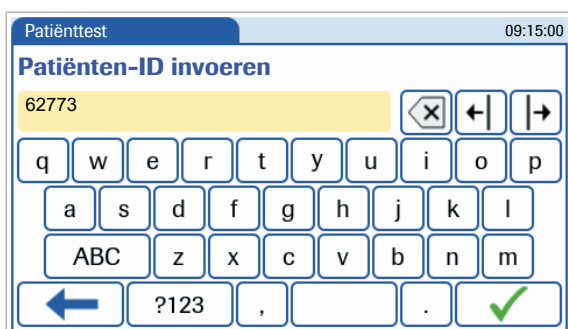 Patiënttest 09:15:00
Patiënten-ID invoeren
62773
q w e r t y u i o p
a s d f g h j k l
ABC z x c v b n m
?123 , .